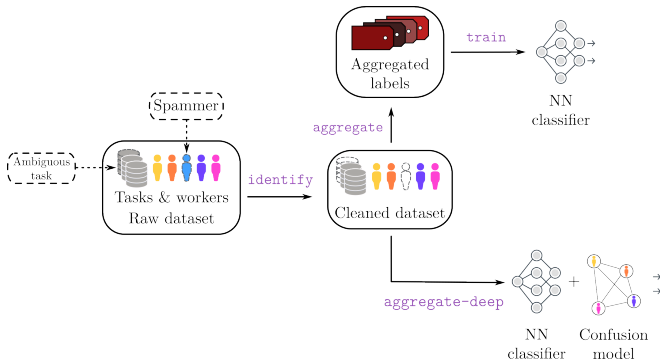 train
Aggregated
labels
NN
classifier
Spammer
aggregate
Ambiguous
task
identify
Tasks & workers
Raw dataset
Cleaned dataset
aggregate-deep
+
NN
classifier
Confusion
model